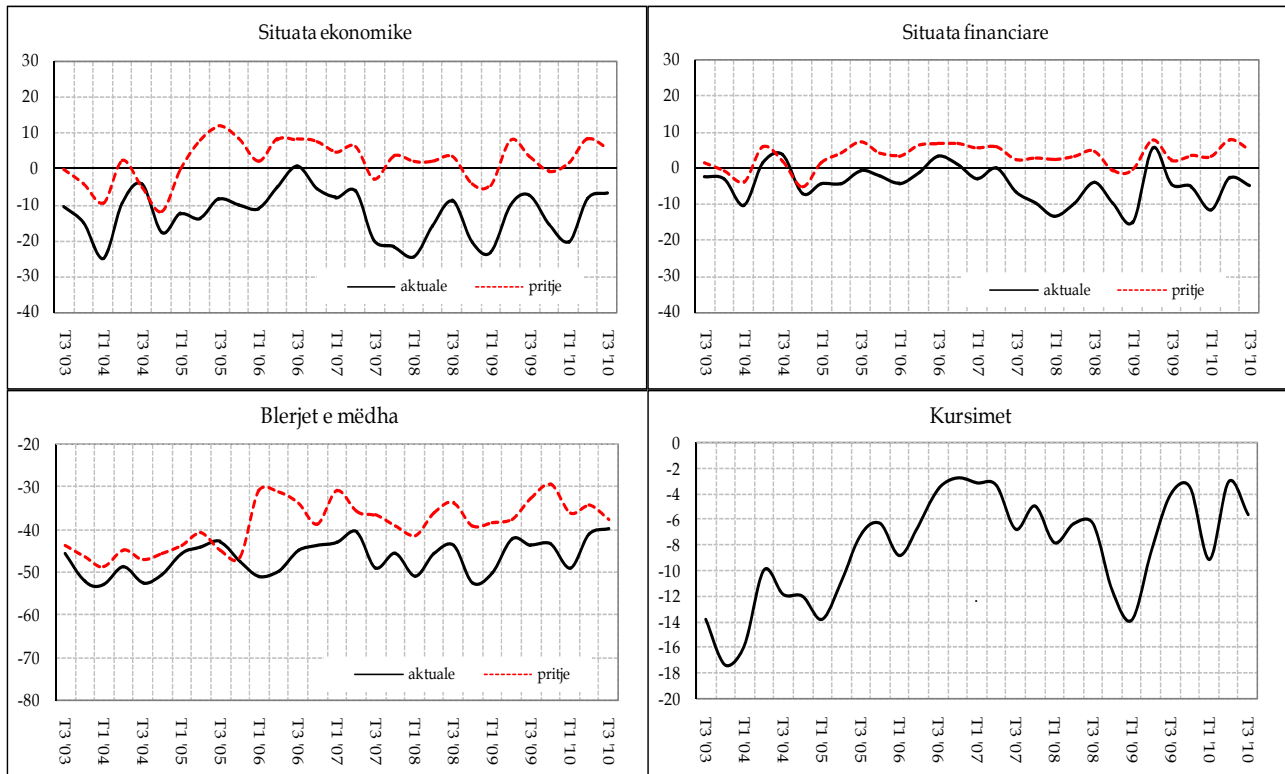 Situata ekonomike
30
20
10
0
-10
-20
-30
-40
aktuale
pritje
T3 '03
T1 '04
T3 '04
T1 '05
T3 '05
T1 '06
T3 '06
T1 '07
T3 '07
T1 '08
T3 '08
T1 '09
T3 '09
T1 '10
T3 '10
Situata financiare
30
20
10
0
-10
-20
-30
-40
aktuale
pritje
T3 '03
T1 '04
T3 '04
T1 '05
T3 '05
T1 '06
T3 '06
T1 '07
T3 '07
T1 '08
T3 '08
T1 '09
T3 '09
T1 '10
T3 '10
Blerjet e mëdha
-20
-30
-40
-50
-60
-70
-80
aktuale
pritje
T3 '03
T1 '04
T3 '04
T1 '05
T3 '05
T1 '06
T3 '06
T1 '07
T3 '07
T1 '08
T3 '08
T1 '09
T3 '09
T1 '10
T3 '10
Kursimet
0
-2
-4
-6
-8
-10
-12
-14
-16
-18
-20
T3 '03
T1 '04
T3 '04
T1 '05
T3 '05
T1 '06
T3 '06
T1 '07
T3 '07
T1 '08
T3 '08
T1 '09
T3 '09
T1 '10
T3 '10